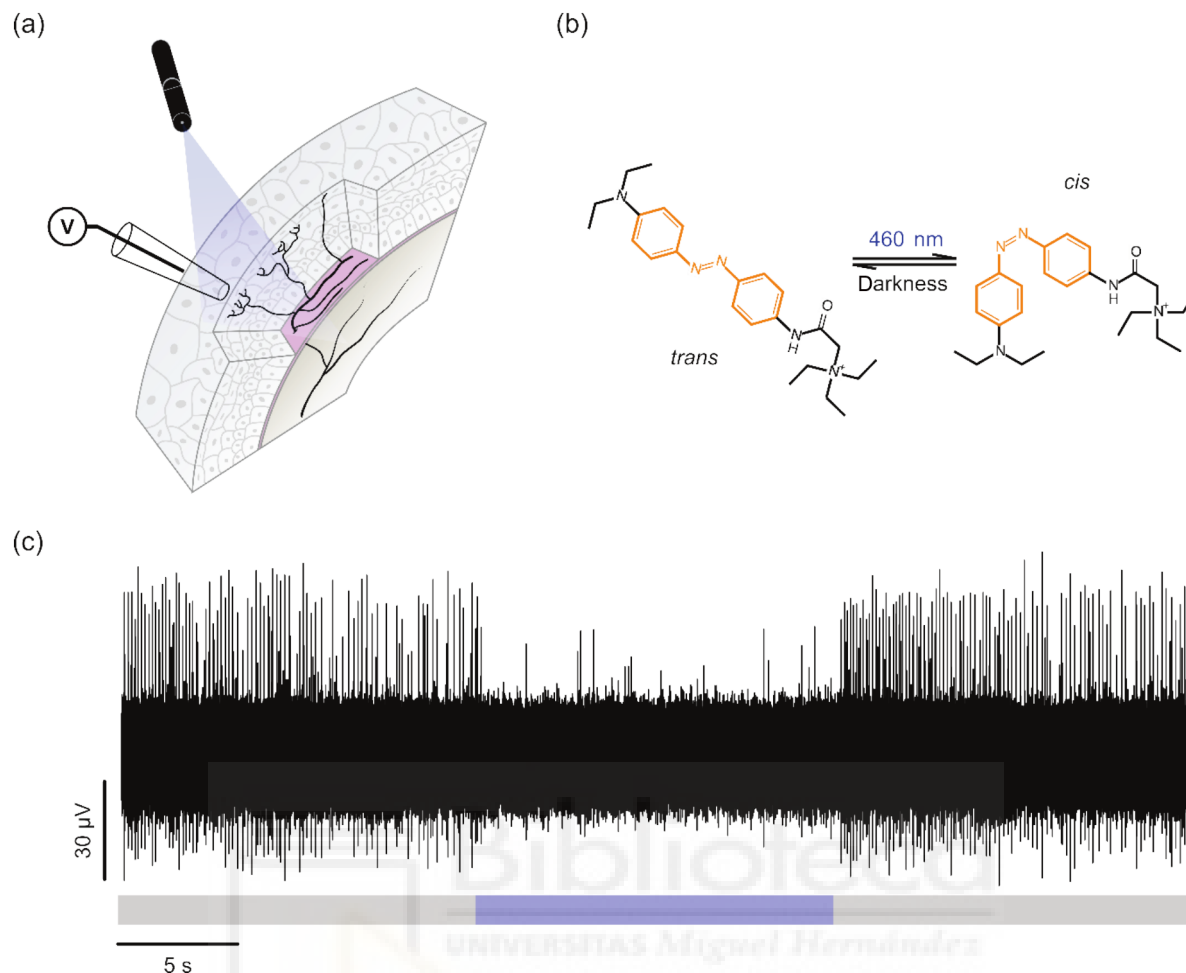 (a)
(b)
V
cis
trans
N
N=N
N
H
O
N+
460 nm
Darkness
N=N
N
N
H
O
N+
(c)
30 µV
Biblioteca
UNIVERSITAS Miguel Hernández
5 s